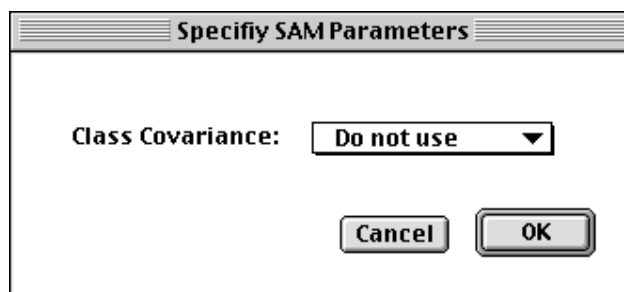 Specifiy SAM Parameters
Class Covariance: Do not use
Cancel OK